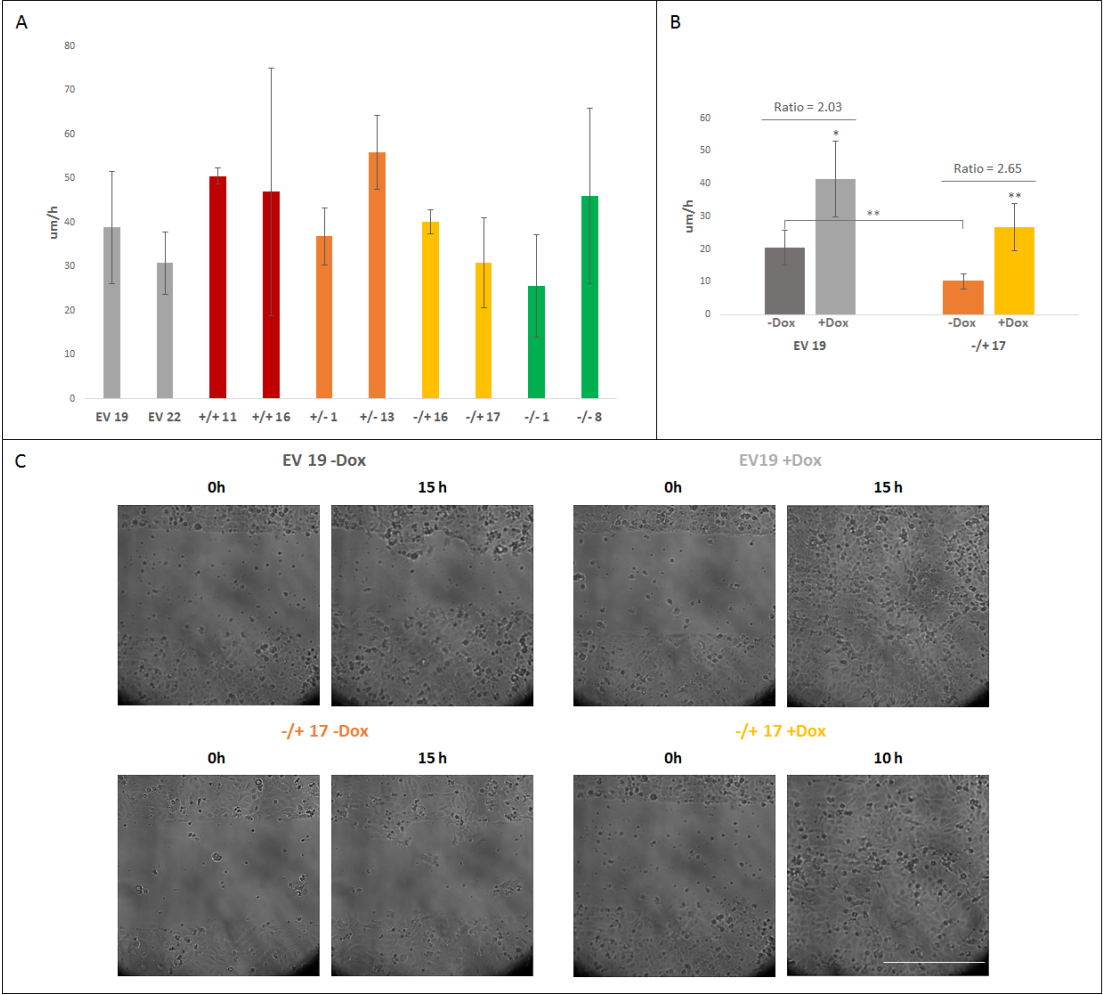 A
80
70
60
50
40
30
20
10
0
um/h
EV 19 EV 22 +/+ 11 +/+ 16 +/- 1 +/- 13 -/+ 16 -/+ 17 -/- 1 -/- 8
B
Ratio = 2.03
Ratio = 2.65
60
50
40
30
20
10
0
um/h
*
**
**
-Dox +Dox -Dox +Dox
EV 19 -/+ 17
C
EV 19 -Dox EV19 +Dox
0h 15 h 0h 15 h
-/+ 17 -Dox -/+ 17 +Dox
0h 15 h 0h 10 h